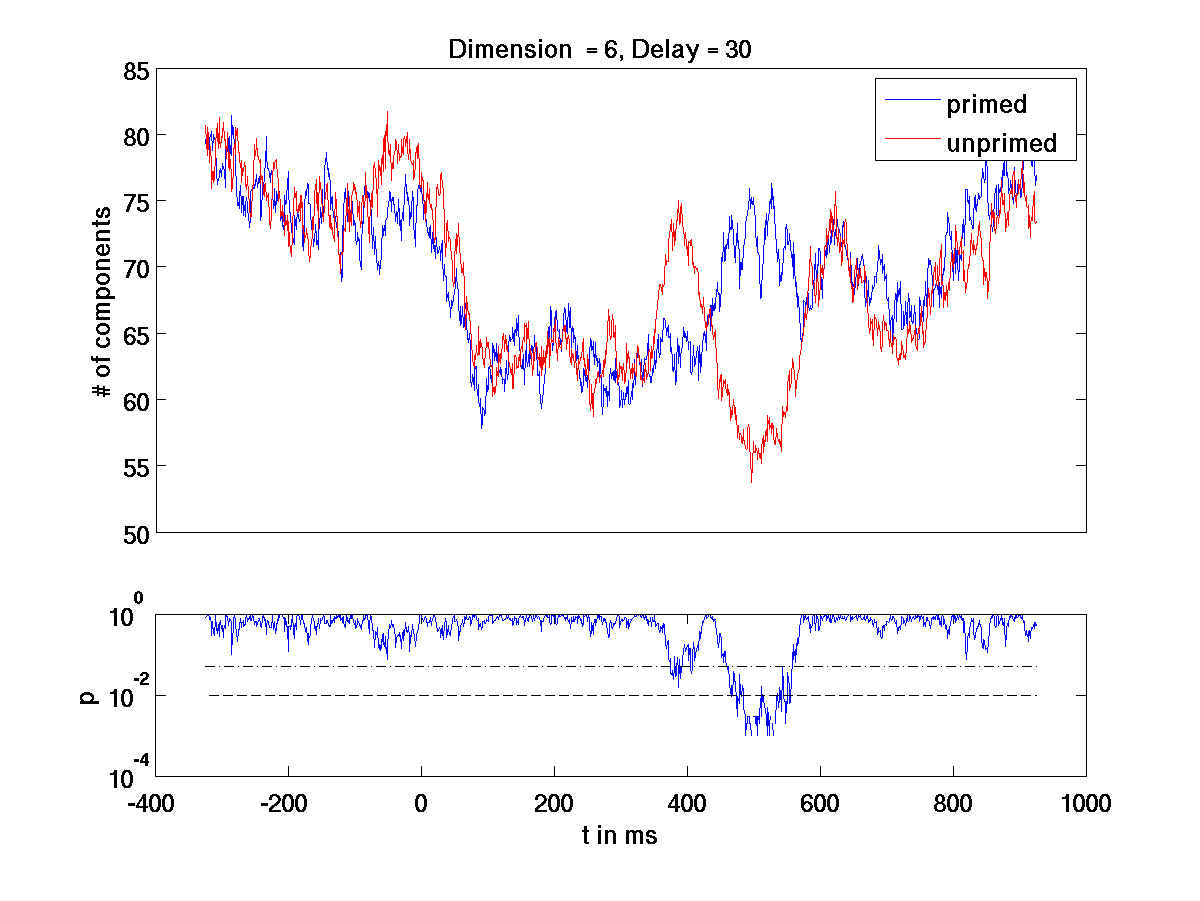 Dimension = 6, Delay = 30
85
80
75
70
65
60
55
50
# of components
primed
unprimed
10^0
10^-2
10^-4
p
-400 -200 0 200 400 600 800 1000
t in ms